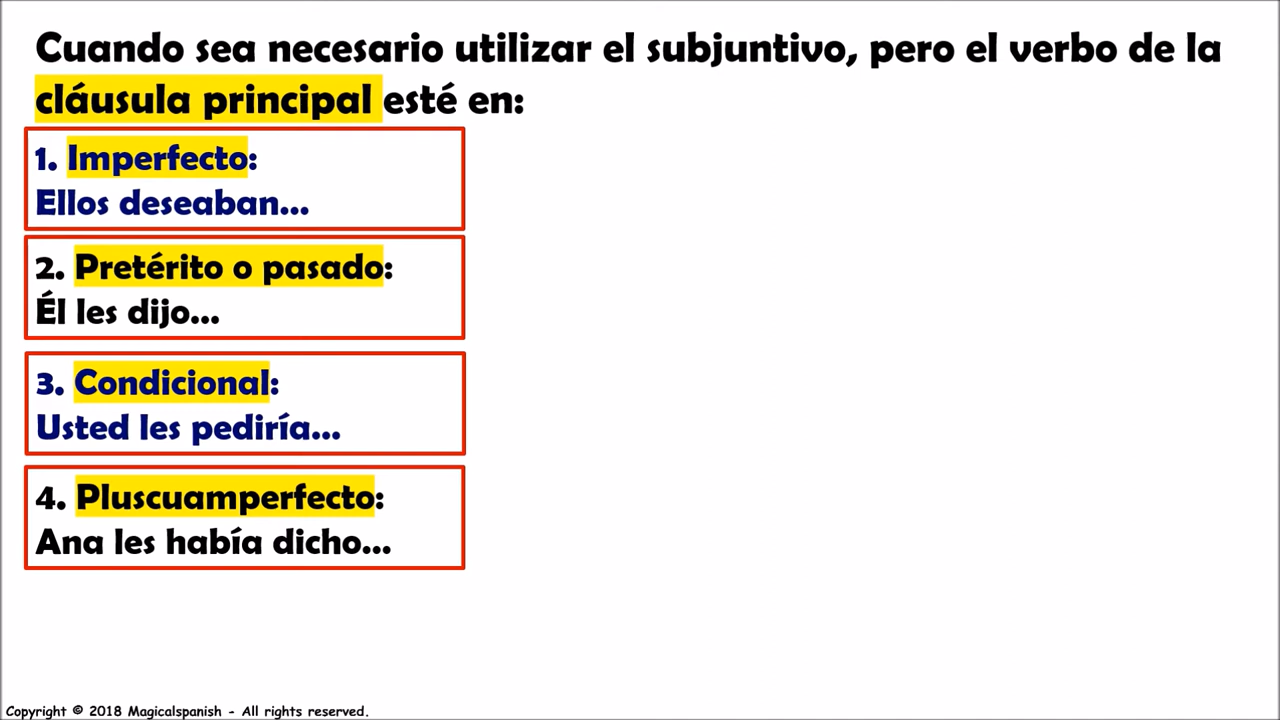 Cuando sea necesario utilizar el subjuntivo, pero el verbo de la
cláusula principal esté en:
1. Imperfecto:
Ellos deseaban...
2. Pretérito o pasado:
Él les dijo...
3. Condicional:
Usted les pediría...
4. Pluscuamperfecto:
Ana les había dicho...
Copyright © 2018 Magicalspanish - All rights reserved.